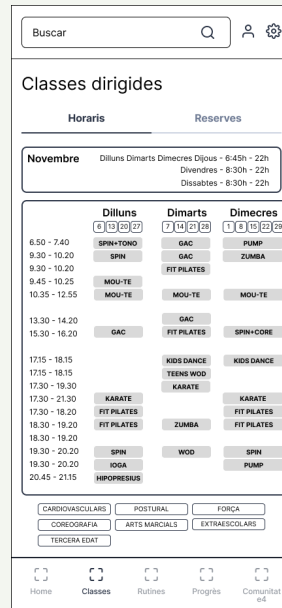 Buscar
Classes dirigides
Horaris Reserves
Novembre Dilluns Dimarts Dimecres Dijous - 6:45h - 22h
Divendres - 8:30h - 22h
Dissabtes - 8:30h - 22h
Dilluns Dimarts Dimecres
6 13 20 27 7 14 21 28 1 8 15 22 29
6.50 - 7.40 SPIN+TONO GAC PUMP
9.30 - 10.20 SPIN GAC ZUMBA
9.30 - 10.20 FIT PILATES
9.45 - 10.25 MOU-TE
10.35 - 12.55 MOU-TE MOU-TE MOU-TE
13.30 - 14.20 GAC
15.30 - 16.20 GAC FIT PILATES SPIN+CORE
17.15 - 18.15 KIDS DANCE KIDS DANCE
17.15 - 18.15 TEENS WOD
17.30 - 19.30 KARATE
17.30 - 21.30 KARATE KARATE
17.30 - 18.20 FIT PILATES FIT PILATES
18.30 - 19.20 FIT PILATES ZUMBA FIT PILATES
18.30 - 19.20
19.30 - 20.20 SPIN WOD SPIN
19.30 - 20.20 IOGA PUMP
20.45 - 21.15 HIPOPRESIUS
CARDIOVASCULARS POSTURAL FORÇA
COREOGRAFIA ARTS MARCIALS EXTRAESCOLARS
TERCERA EDAT
Home Classes Rutines Progrès Comunitat
e4